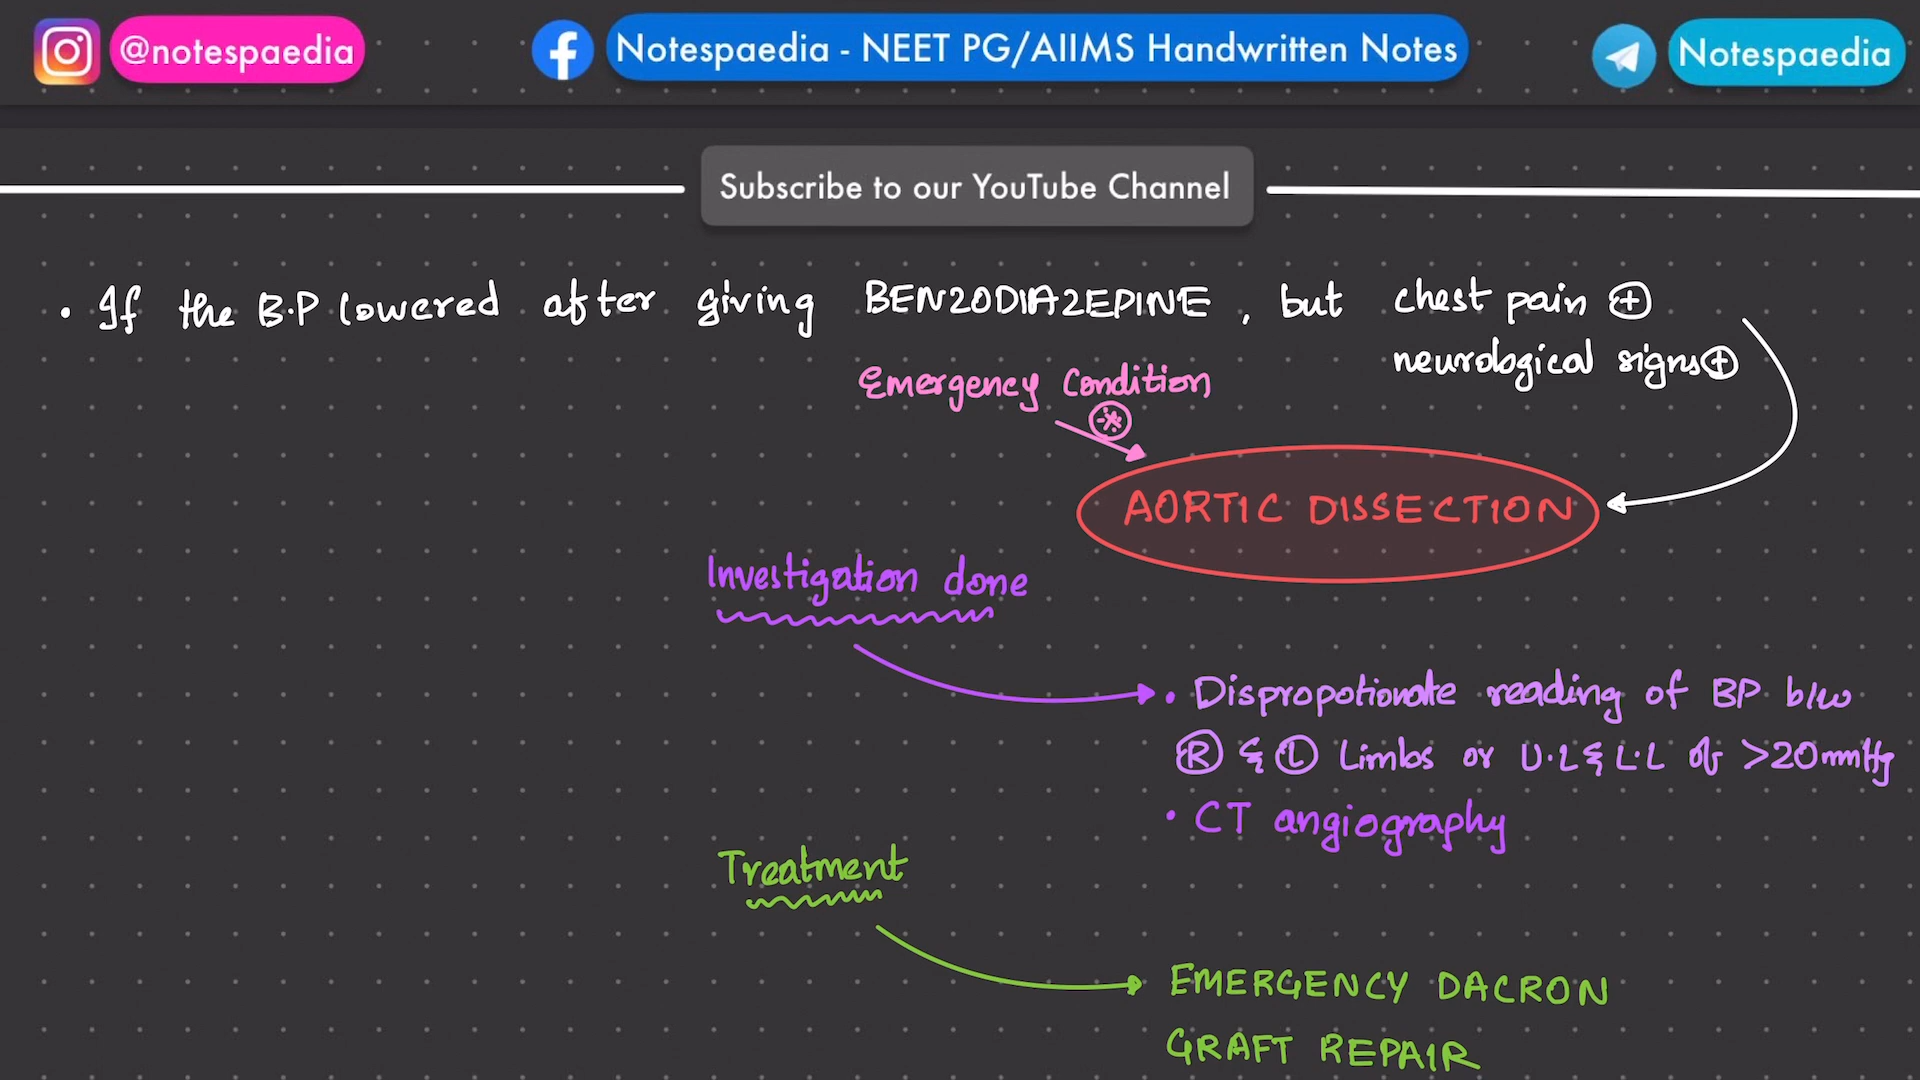 @notespaedia
Notespaedia - NEET PG/AIIMS Handwritten Notes
Notespaedia
Subscribe to our YouTube Channel
• If the B.P lowered after giving BENZODIAZEPINE, but chest pain ⊕
neurological signs ⊕
Emergency Condition
AORTIC DISSECTION
Investigation done
• Dispropotionate reading of BP b/w
Ⓡ & Ⓛ Limbs or U.L & L.L of >20mmHg
• CT angiography
Treatment
EMERGENCY DACRON
GRAFT REPAIR